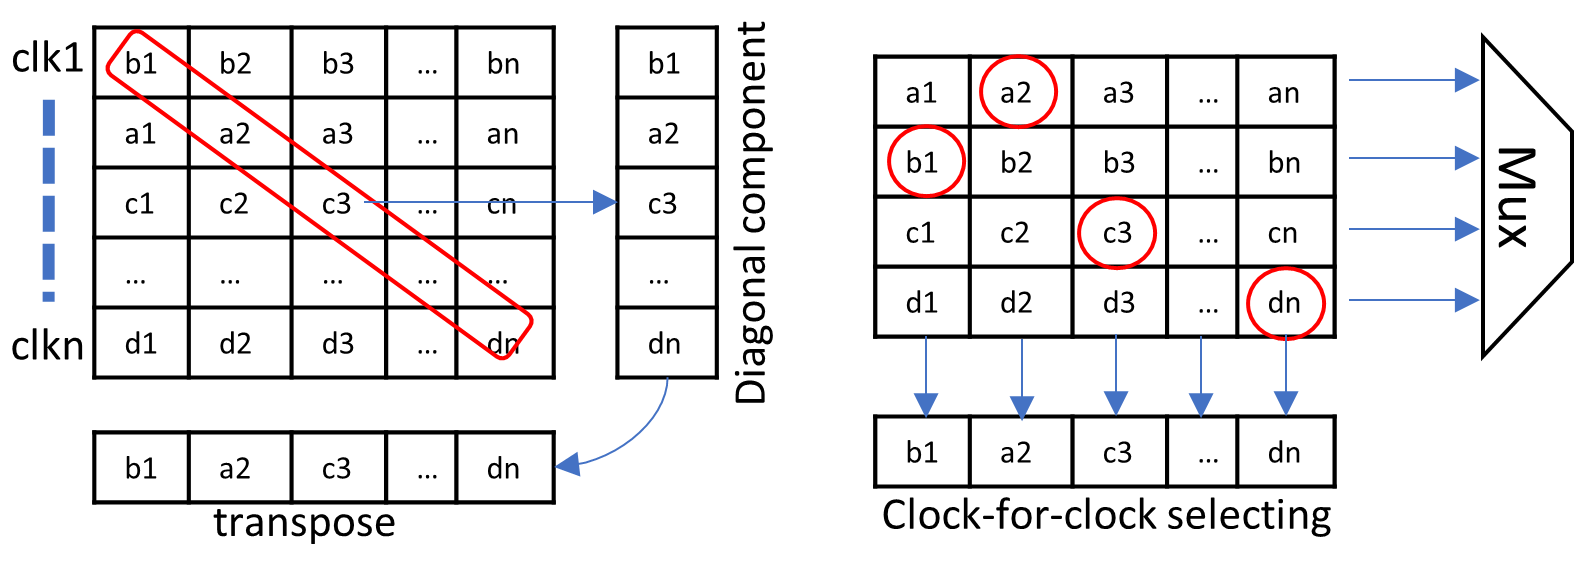 clk1 b1 b2 b3 ... bn
a1 a2 a3 ... an
c1 c2 c3 ... cn
... ... ... ... ...
clkn d1 d2 d3 ... dn
b1
a2
c3
...
dn
Diagonal component
b1 a2 c3 ... dn
transpose
a1 a2 a3 ... an
b1 b2 b3 ... bn
c1 c2 c3 ... cn
d1 d2 d3 ... dn
Mux
b1 a2 c3 ... dn
Clock-for-clock selecting